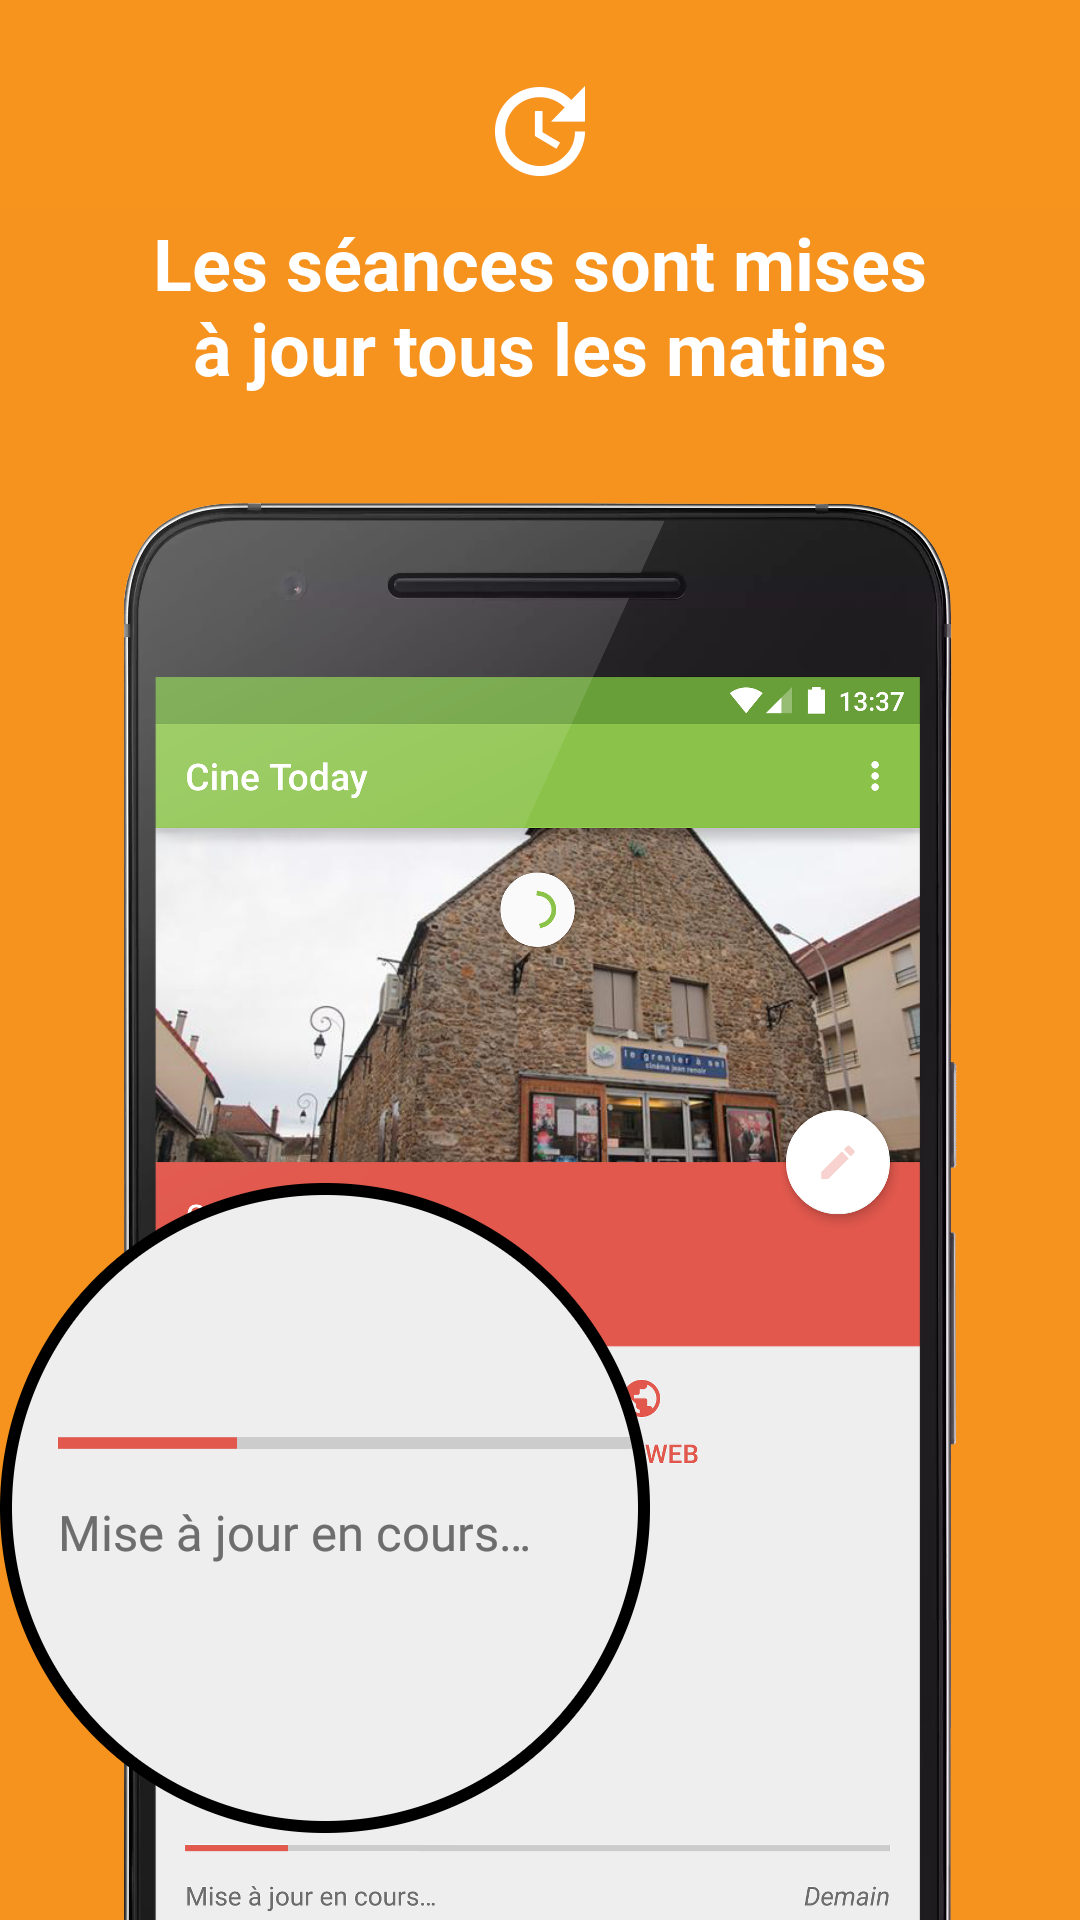 Les séances sont mises
à jour tous les matins
13:37
Cine Today
le grenier à sel
cinéma jean renoir
WEB
Mise à jour en cours...
Mise à jour en cours... Demain